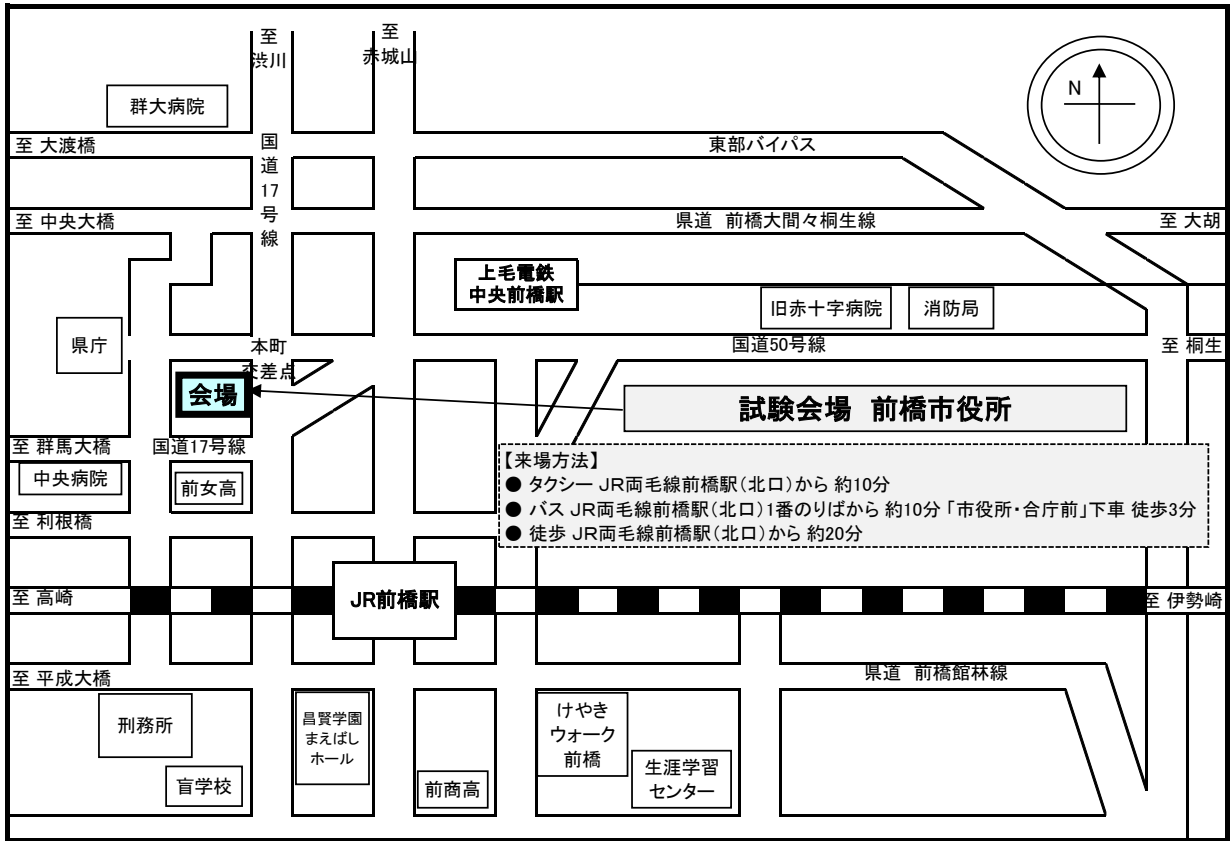 至
渋川
至
赤城山
N
群大病院
至 大渡橋
東部バイパス
国
道
17
号
線
至 中央大橋
県道 前橋大間々桐生線
至 大胡
上毛電鉄
中央前橋駅
旧赤十字病院
消防局
県庁
本町
交差点
国道50号線
至 桐生
会場
試験会場 前橋市役所
至 群馬大橋
国道17号線
中央病院
前女高
【来場方法】
● タクシー JR両毛線前橋駅(北口)から 約10分
● バス JR両毛線前橋駅(北口)1番のりばから 約10分 「市役所・合庁前」下車 徒歩3分
● 徒歩 JR両毛線前橋駅(北口)から 約20分
至 利根橋
至 高崎
JR前橋駅
至 伊勢崎
至 平成大橋
県道 前橋館林線
刑務所
昌賢学園
まえばし
ホール
けやき
ウォーク
前橋
盲学校
前商高
生涯学習
センター